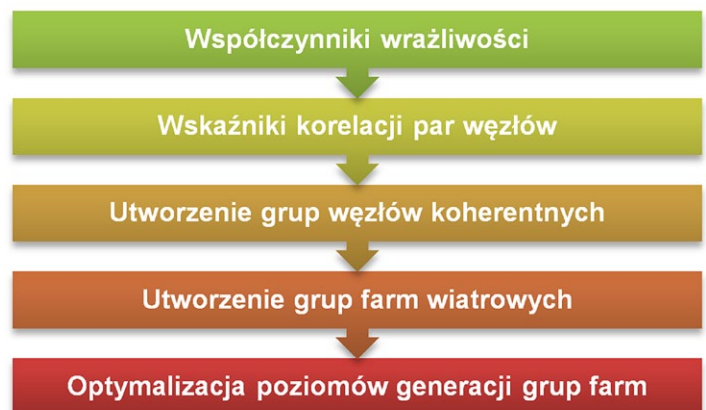 Współczynniki wrażliwości
Wskaźniki korelacji par węzłów
Utworzenie grup węzłów koherentnych
Utworzenie grup farm wiatrowych
Optymalizacja poziomów generacji grup farm